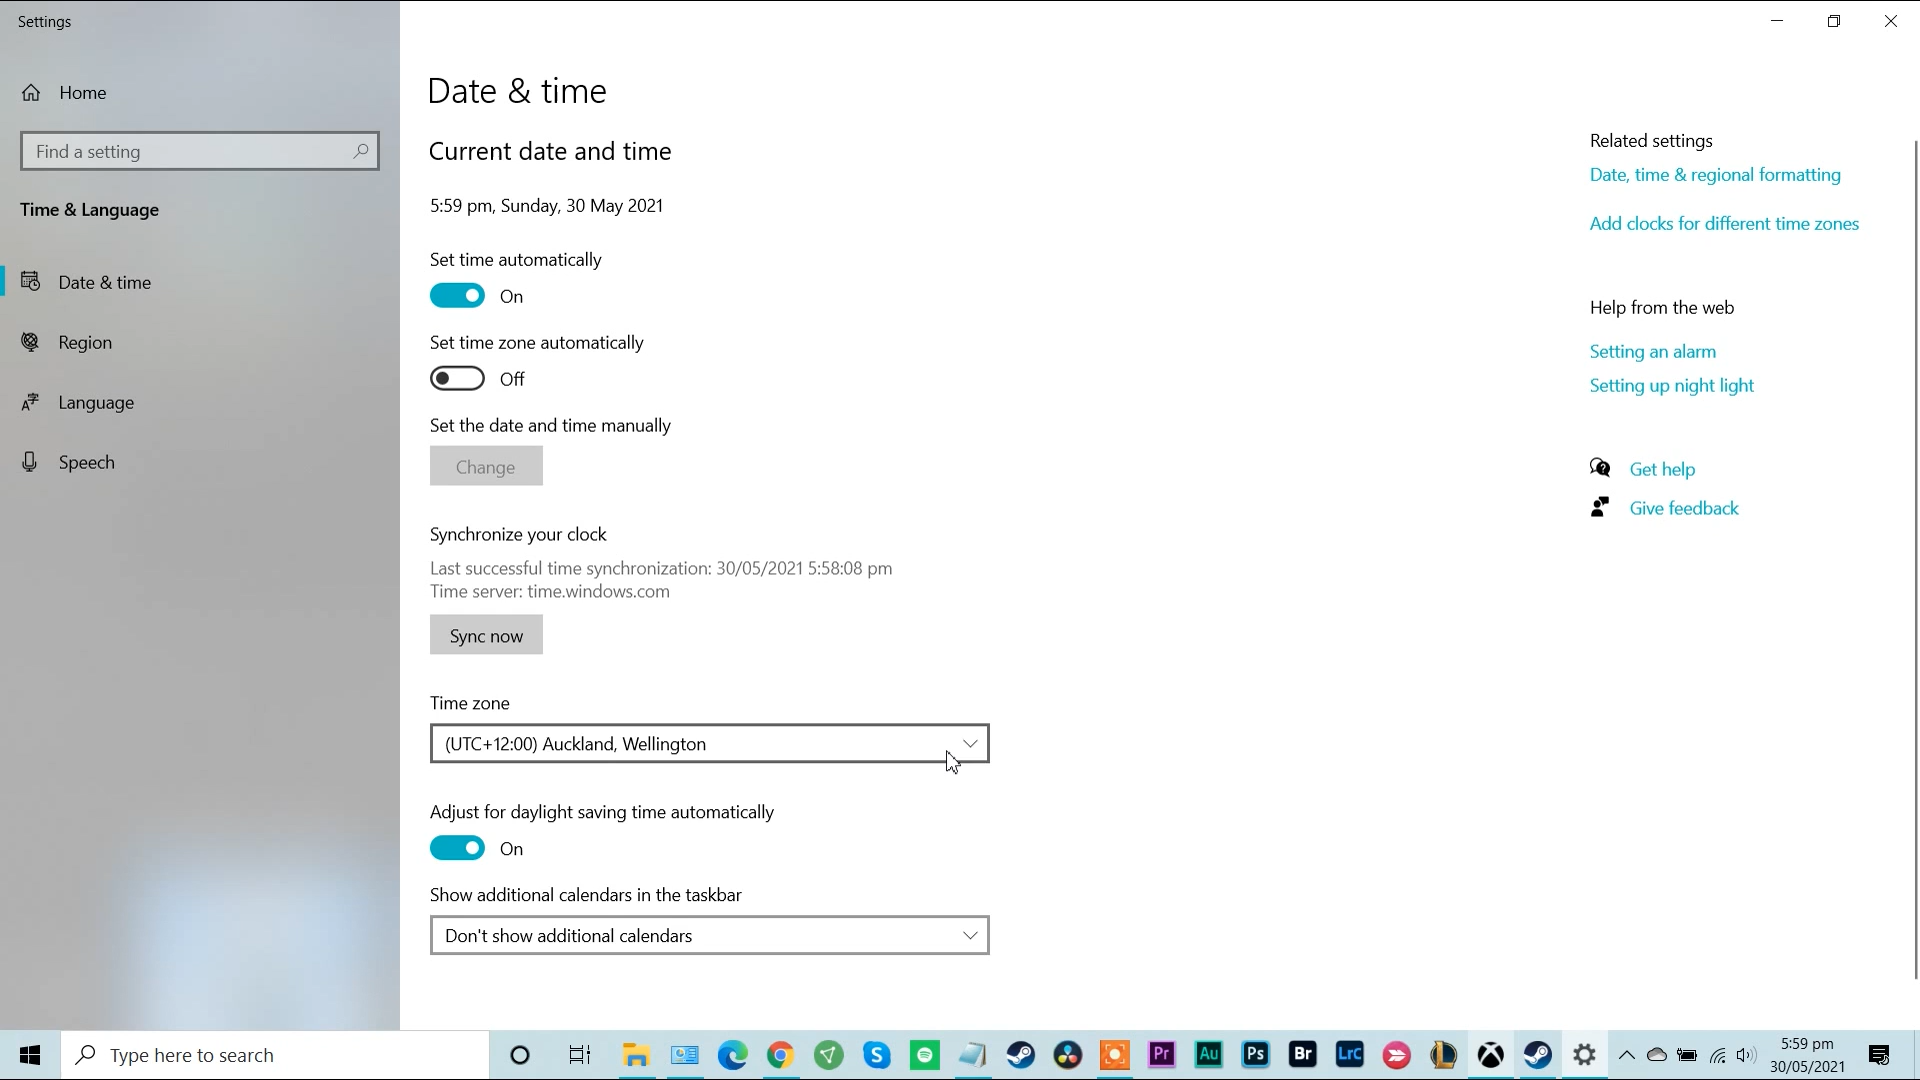 Settings
Home
Find a setting
Time & Language
Date & time
Region
Language
Speech
Date & time
Current date and time
5:59 pm, Sunday, 30 May 2021
Set time automatically
On
Set time zone automatically
Off
Set the date and time manually
Change
Synchronize your clock
Last successful time synchronization: 30/05/2021 5:58:08 pm
Time server: time.windows.com
Sync now
Time zone
(UTC+12:00) Auckland, Wellington
Adjust for daylight saving time automatically
On
Show additional calendars in the taskbar
Don't show additional calendars
Related settings
Date, time & regional formatting
Add clocks for different time zones
Help from the web
Setting an alarm
Setting up night light
Get help
Give feedback
Type here to search
Pr
Au
Ps
Br
LrC
5:59 pm
30/05/2021